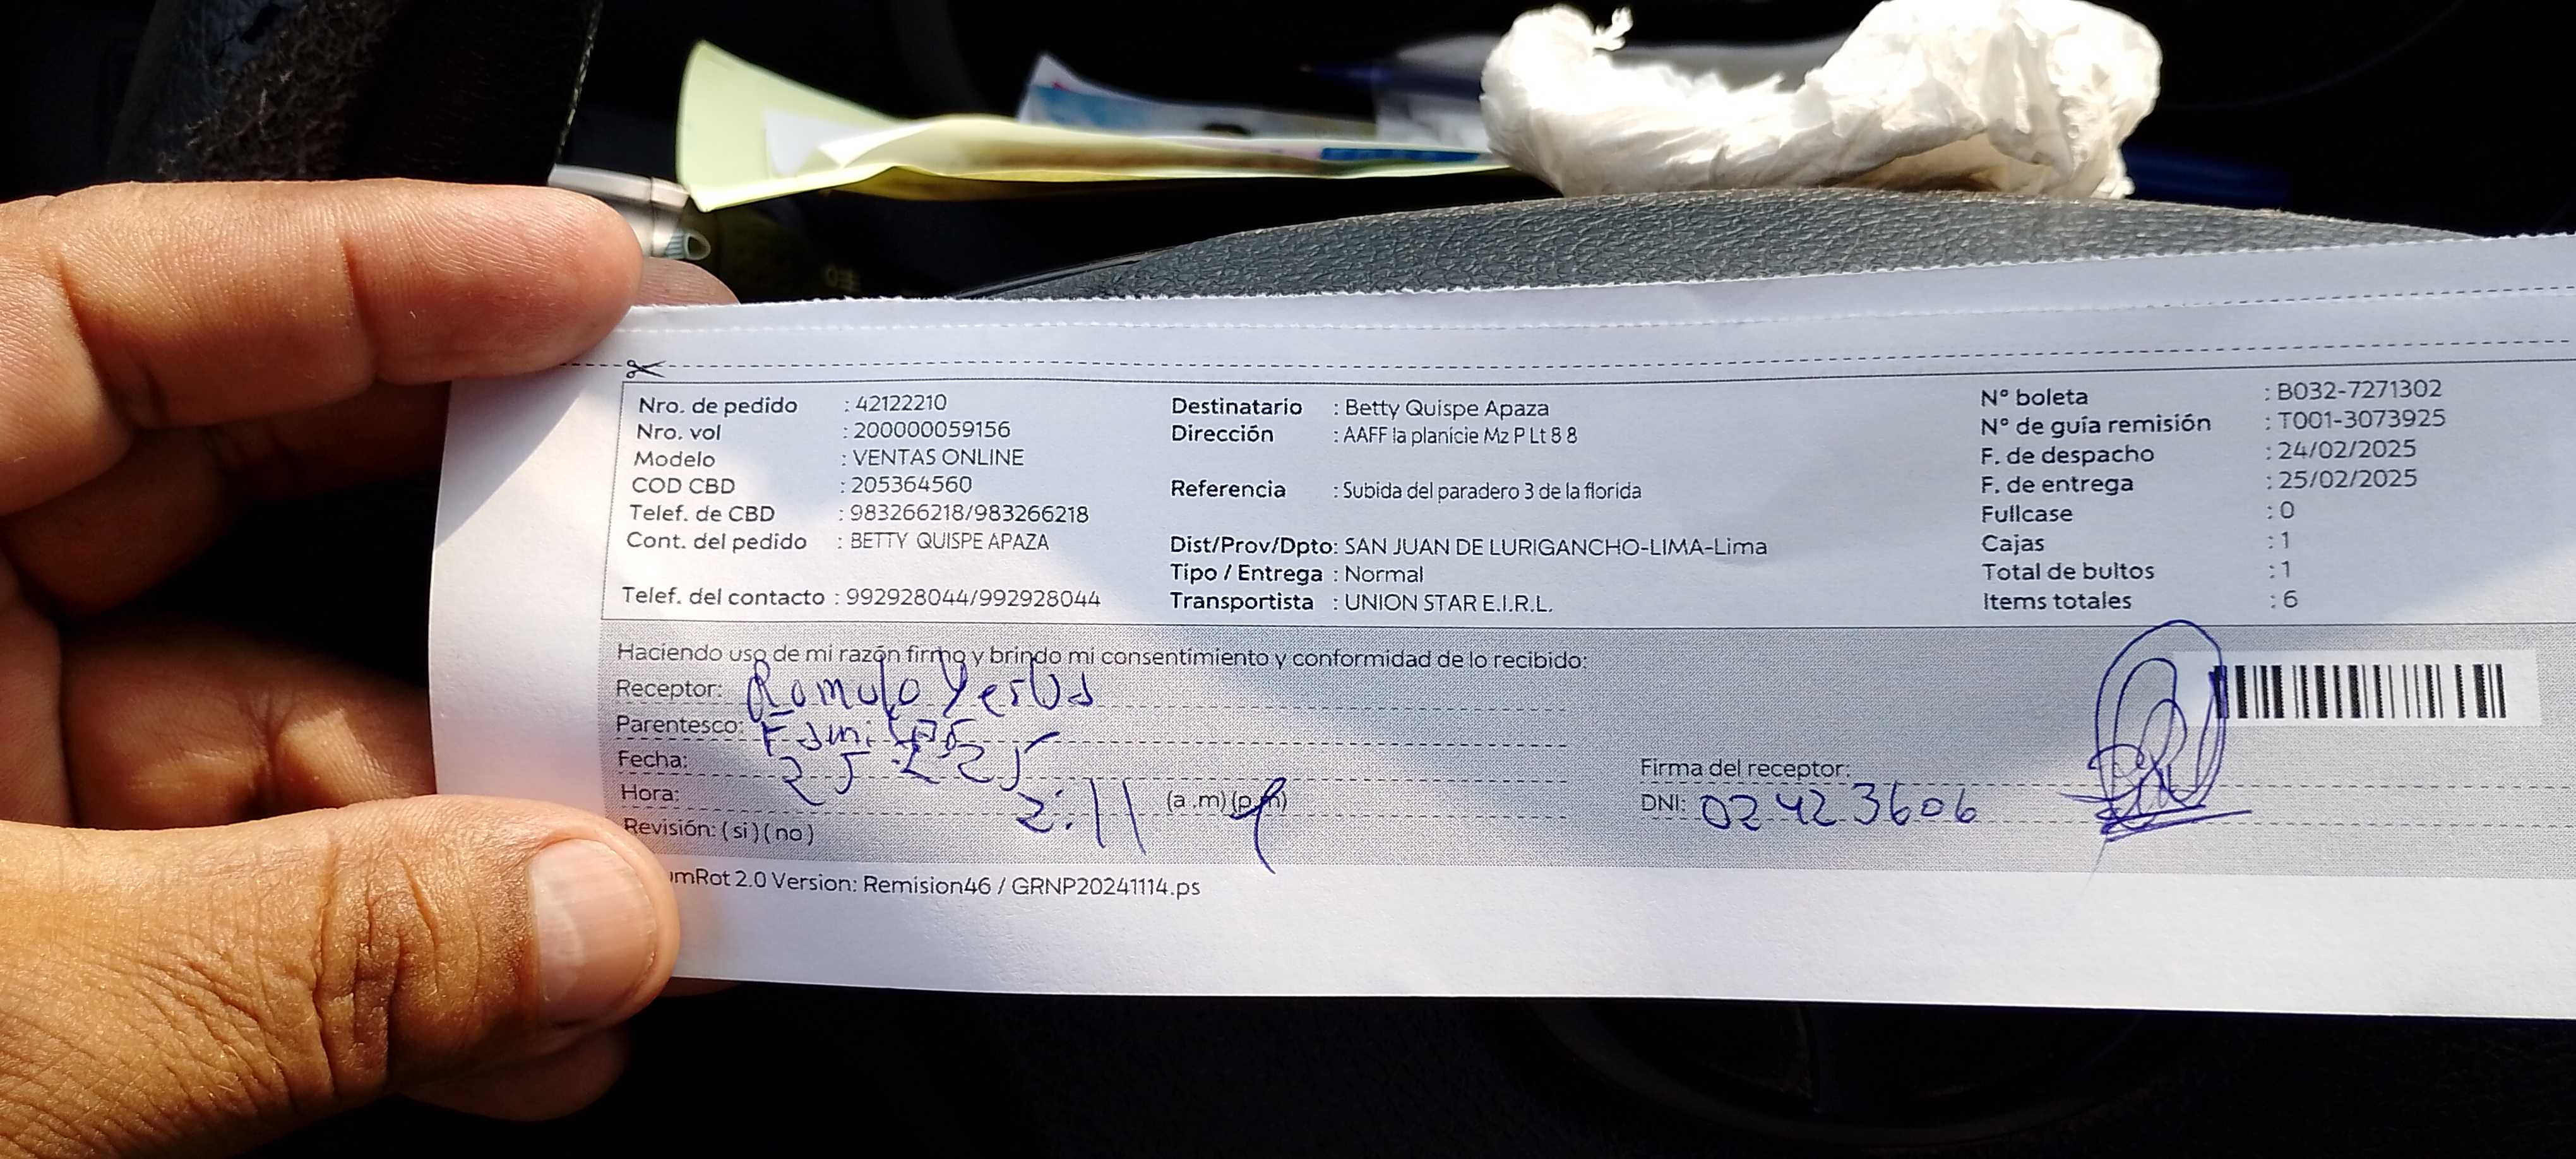 Nro. de pedido : 42122210
Nro. vol : 200000059156
Modelo : VENTAS ONLINE
COD CBD : 205364560
Telef. de CBD : 983266218/983266218
Cont. del pedido : BETTY QUISPE APAZA
Telef. del contacto : 992928044/992928044
Destinatario : Betty Quispe Apaza
Dirección : AAFF la planicie Mz P Lt 8 8
Referencia : Subida del paradero 3 de la florida
Dist/Prov/Dpto: SAN JUAN DE LURIGANCHO-LIMA-Lima
Tipo / Entrega : Normal
Transportista : UNION STAR E.I.R.L.
N° boleta : B032-7271302
N° de guía remisión : T001-3073925
F. de despacho : 24/02/2025
F. de entrega : 25/02/2025
Fullcase : 0
Cajas : 1
Total de bultos : 1
Items totales : 6
Haciendo uso de mi razón firmo y brindo mi consentimiento y conformidad de lo recibido:
Receptor: Romulo
Parentesco:
Fecha: 25-2-25
Hora: 2:11 (a .m) (p.m)
Revisión: ( si ) ( no )
Firma del receptor:
DNI: 02423606
mRot 2.0 Version: Remision46 / GRNP20241114.ps